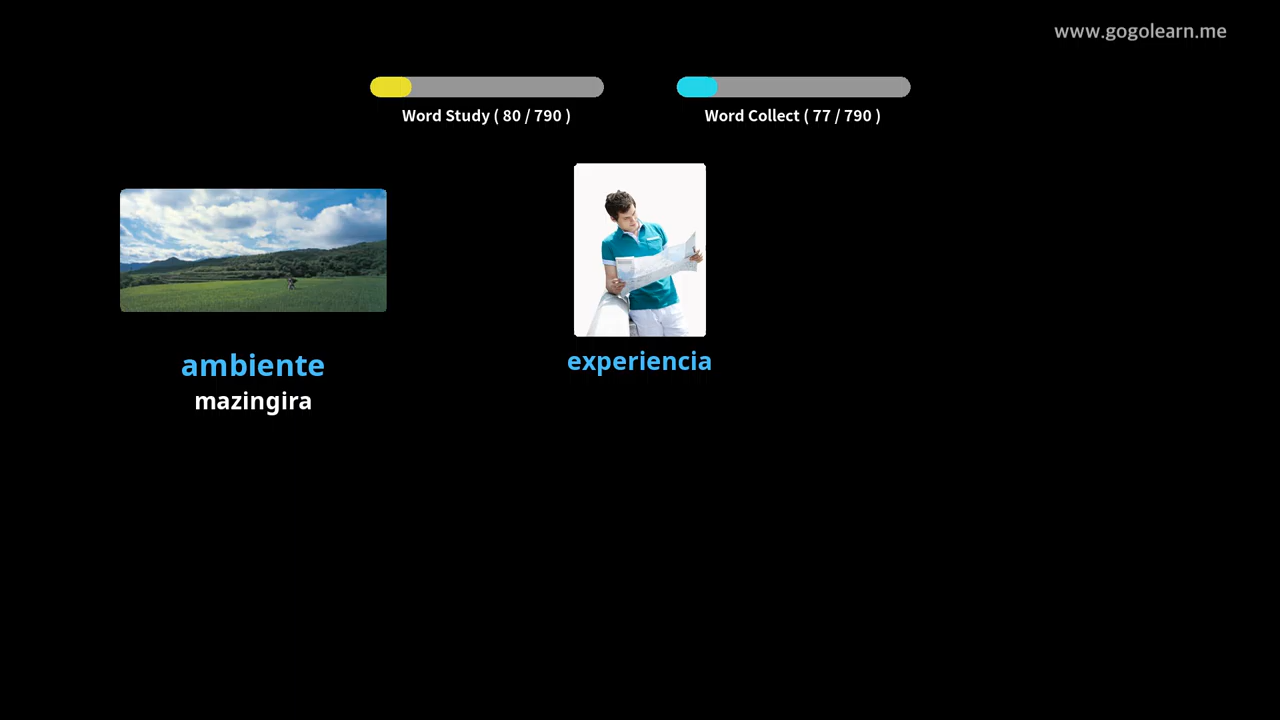 www.gogolearn.me
Word Study ( 80 / 790 )
Word Collect ( 77 / 790 )
ambiente
mazingira
experiencia